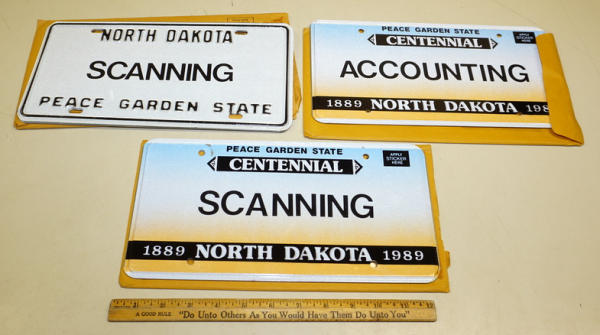 NORTH DAKOTA
SCANNING
PEACE GARDEN STATE
PEACE GARDEN STATE
CENTENNIAL
APPLY
STICKER
HERE
ACCOUNTING
1889 NORTH DAKOTA 198
PEACE GARDEN STATE
CENTENNIAL
APPLY
STICKER
HERE
SCANNING
1889 NORTH DAKOTA 1989
A GOOD RULE "Do Unto Others As You Would Have Them Do Unto You"